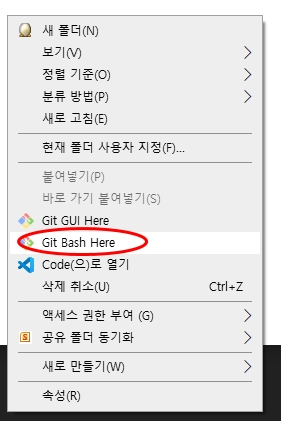 새 폴더(N)
보기(V)
정렬 기준(O)
분류 방법(P)
새로 고침(E)
현재 폴더 사용자 지정(F)...
붙여넣기(P)
바로 가기 붙여넣기(S)
Git GUI Here
Git Bash Here
Code(으)로 열기
삭제 취소(U) Ctrl+Z
액세스 권한 부여 (G)
공유 폴더 동기화
새로 만들기(W)
속성(R)